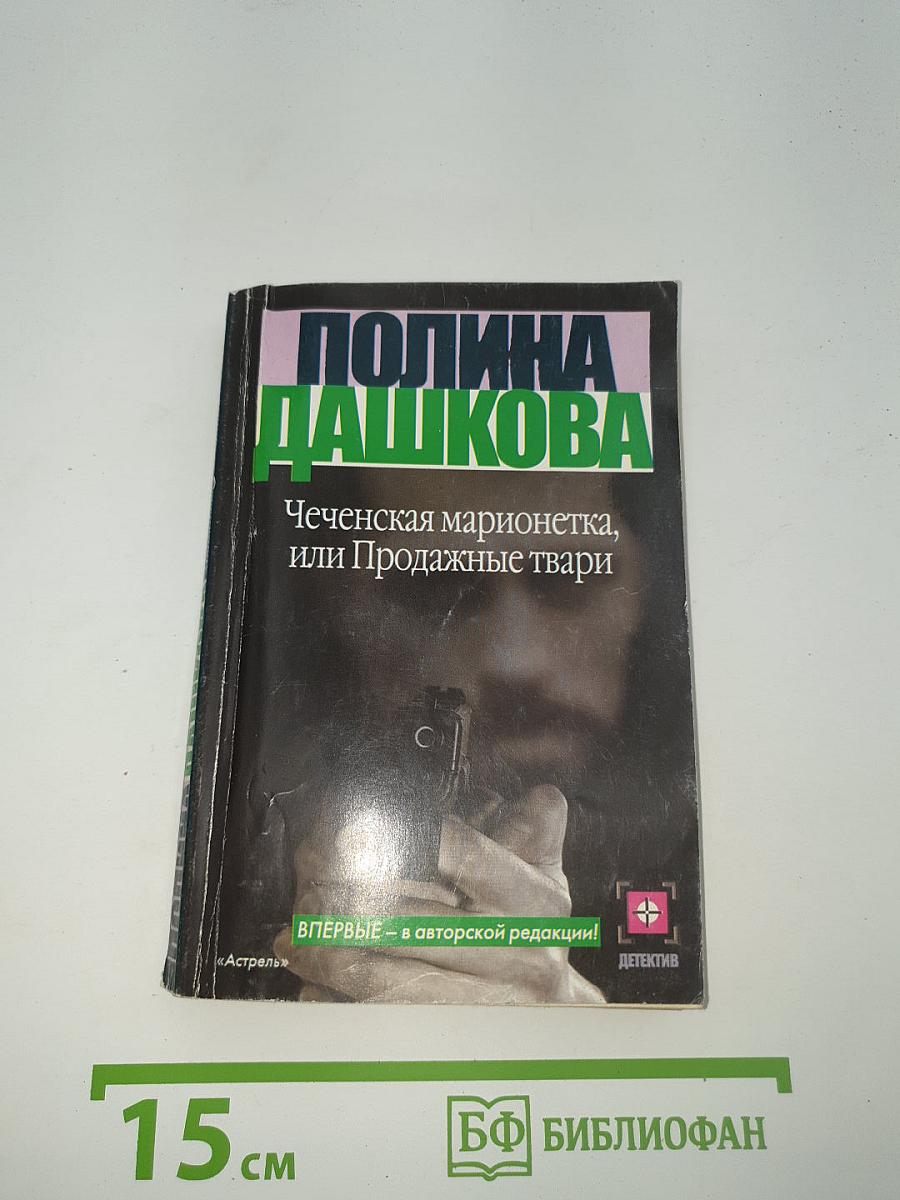 ПОЛИНА
ДАШКОВА
Чеченская марионетка,
или Продажные твари
ВПЕРВЫЕ – в авторской редакции!
«Астрель»
ДЕТЕКТИВ
15 см
БФ БИБЛИОФАН